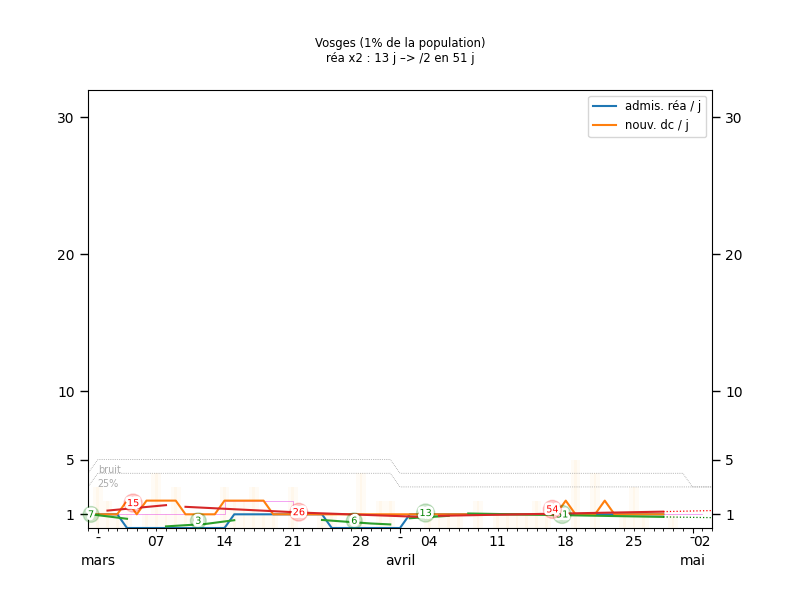 Vosges (1% de la population)
réa x2 : 13 j –> /2 en 51 j
admis. réa / j
nouv. dc / j
30 30
20 20
10 10
5 5
bruit
25%
1 1
7 15 3 26 6 13 54
07 14 21 28 04 11 18 25 02
mars avril mai